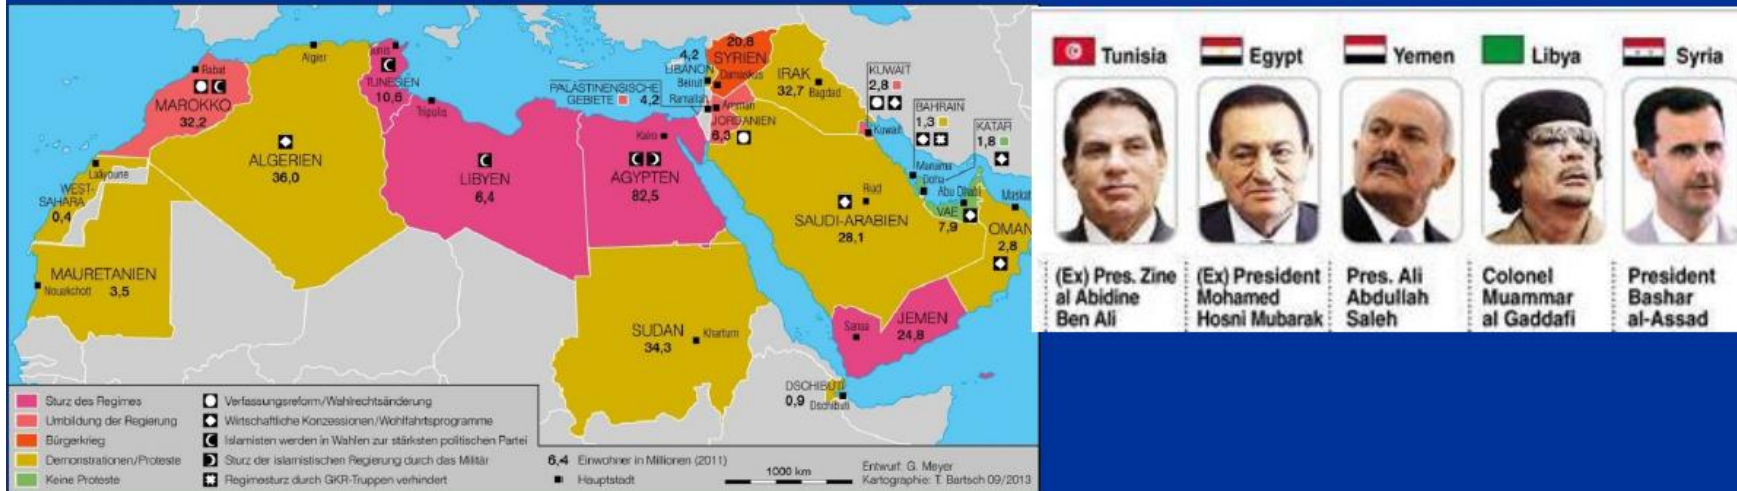 Rabat
MAROKKO
32,2
Algier
ALGERIEN
36,0
Tunis
TUNESIEN
10,6
Tripolis
LIBYEN
6,4
Kairo
ÄGYPTEN
82,5
PALÄSTINENSISCHE
GEBIETE
4,2
4,2
LIBANON
Beirut
Ramallah
20,8
SYRIEN
Damaskus
Amman
JORDANIEN
6,3
IRAK
32,7
Bagdad
KUWAIT
2,8
Kuwait
BAHRAIN
1,3
Manama
KATAR
1,8
Doha
Abu Dhabi
VAE
7,9
Maskat
OMAN
2,8
Riad
SAUDI-ARABIEN
28,1
Laâyoune
WEST-
SAHARA
0,4
MAURETANIEN
3,5
Nouakchott
SUDAN
34,3
Khartum
Sanaa
JEMEN
24,8
DSCHIBUTI
0,9
Dschibuti
Sturz des Regimes
Umbildung der Regierung
Bürgerkrieg
Demonstrationen/Proteste
Keine Proteste
Verfassungsreform/Wahlrechtsänderung
Wirtschaftliche Konzessionen/Wohlfahrtsprogramme
Islamisten werden in Wahlen zur stärksten politischen Partei
Sturz der islamistischen Regierung durch das Militär
Regimesturz durch GKR-Truppen verhindert
6,4 Einwohner in Millionen (2011)
Hauptstadt
1000 km
Entwurf: G. Meyer
Kartographie: T. Bartsch 09/2013
Tunisia
(Ex) Pres. Zine
al Abidine
Ben Ali
Egypt
(Ex) President
Mohamed
Hosni Mubarak
Yemen
Pres. Ali
Abdullah
Saleh
Libya
Colonel
Muammar
al Gaddafi
Syria
President
Bashar
al-Assad